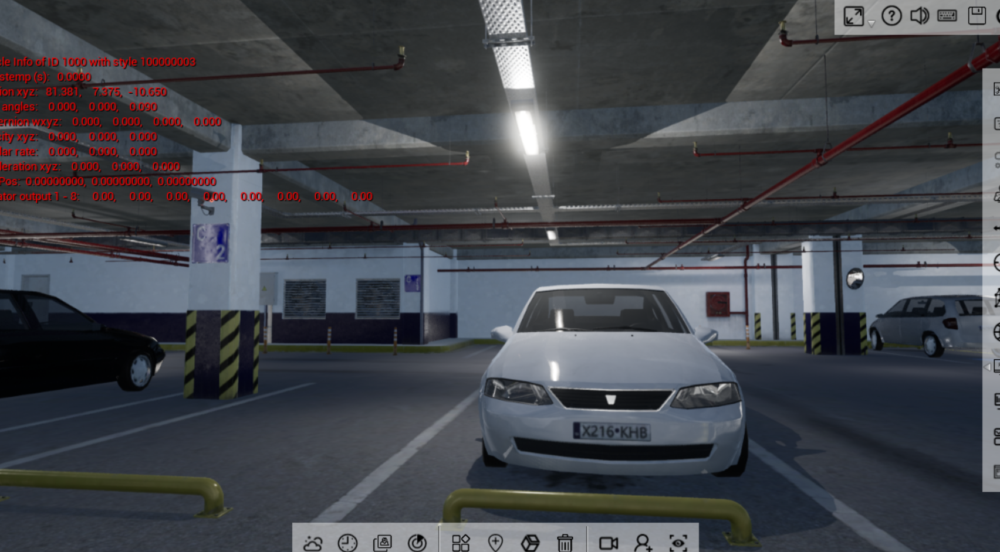 cle Info of ID 1000 with style 100000003
stemp (s): 0.0000
ion xyz: 81.381, 7.375, -10.650
angles: 0.000, 0.000, 0.090
ernion wxyz: 0.000, 0.000, 0.000, 0.000
ity xyz: 0.000, 0.000, 0.000
lar rate: 0.000, 0.000, 0.000
leration xyz: 0.000, 0.000, 0.000
Pos: 0.00000000, 0.00000000, 0.00000000
ator output 1 - 8: 0.00, 0.00, 0.00, 0.00, 0.00, 0.00, 0.00, 0.00
C
2
X216•KHB